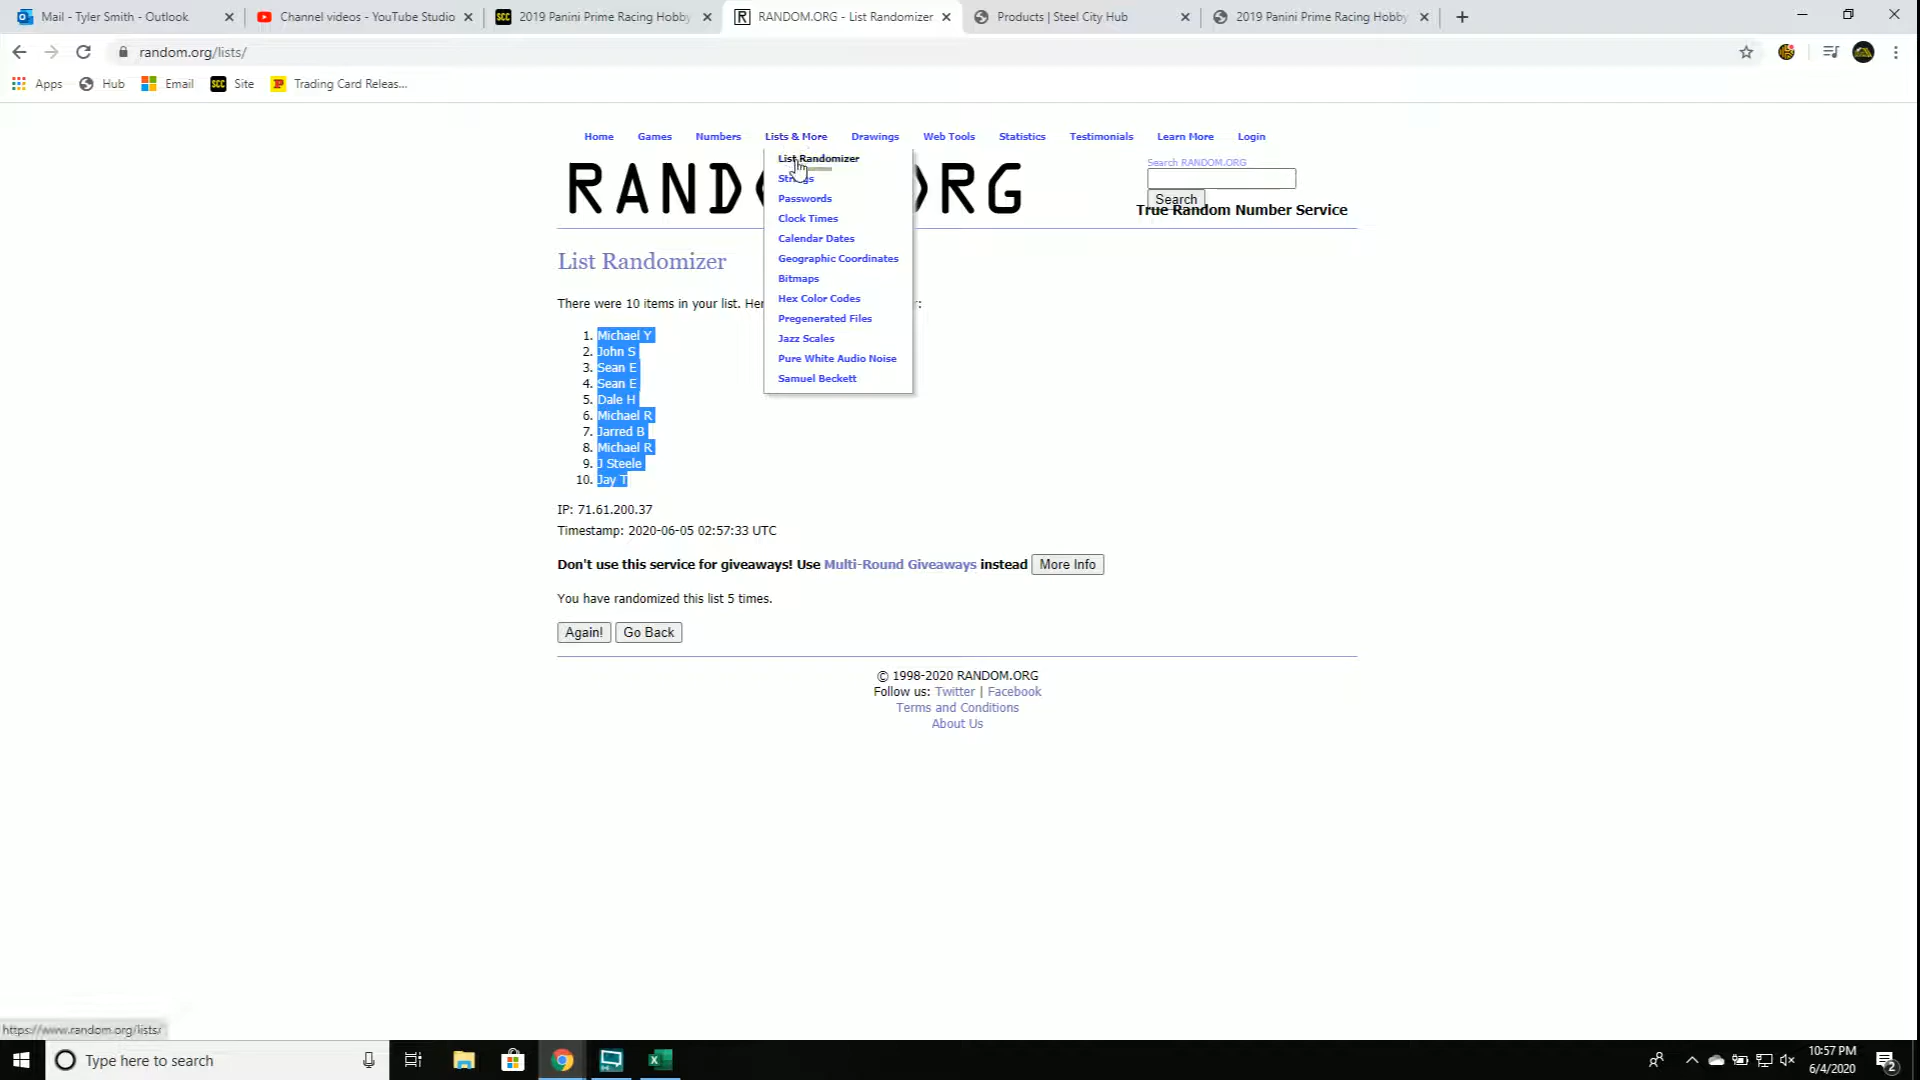 Mail - Tyler Smith - Outlook
Channel videos - YouTube Studio
SCC 2019 Panini Prime Racing Hobby
R RANDOM.ORG - List Randomizer
Products | Steel City Hub
2019 Panini Prime Racing Hobby
random.org/lists/
Apps
Hub
Email
SCC Site
Trading Card Releas...
Home
Games
Numbers
Lists & More
Drawings
Web Tools
Statistics
Testimonials
Learn More
Login
List Randomizer
Strings
Passwords
Clock Times
Calendar Dates
Geographic Coordinates
Bitmaps
Hex Color Codes
Pregenerated Files
Jazz Scales
Pure White Audio Noise
Samuel Beckett
Search RANDOM.ORG
Search
True Random Number Service
List Randomizer
There were 10 items in your list.
1. Michael Y
2. John S
3. Sean E
4. Sean E
5. Dale H
6. Michael R
7. Jarred B
8. Michael R
9. J Steele
10. Jay T
IP: 71.61.200.37
Timestamp: 2020-06-05 02:57:33 UTC
Don't use this service for giveaways! Use Multi-Round Giveaways instead More Info
You have randomized this list 5 times.
Again! Go Back
© 1998-2020 RANDOM.ORG
Follow us: Twitter | Facebook
Terms and Conditions
About Us
https://www.random.org/lists/
Type here to search
10:57 PM
6/4/2020
2